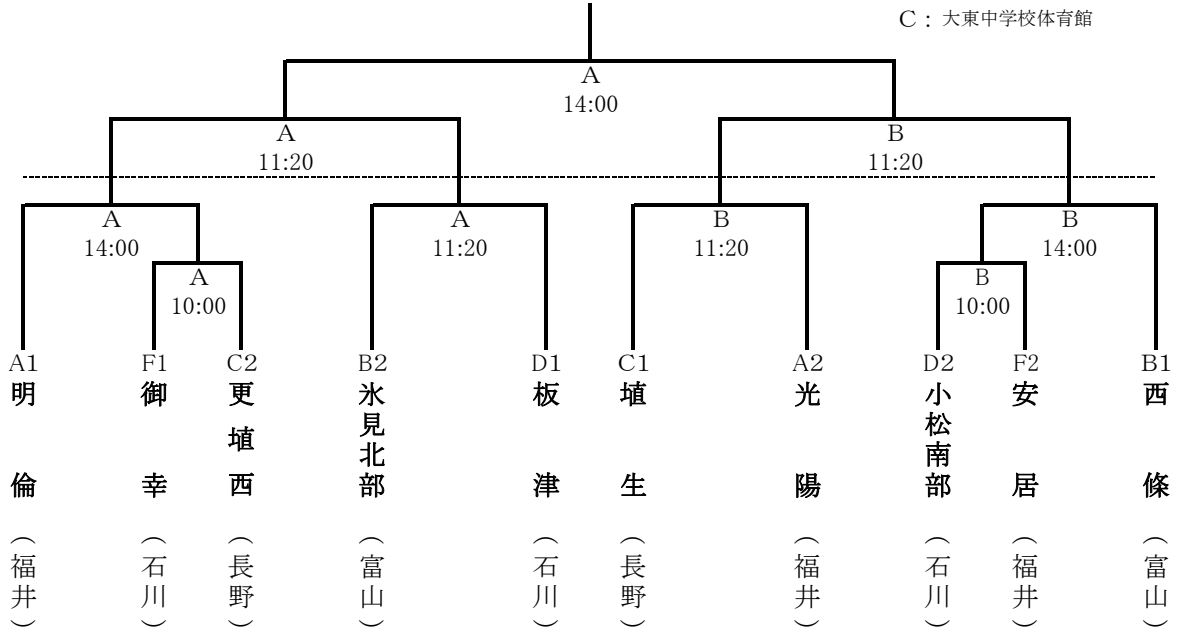 C：大東中学校体育館
A
14:00
A
11:20
B
11:20
A
14:00
A
11:20
B
11:20
B
14:00
A
10:00
B
10:00
A1
明倫
（福井）
F1
御幸
（石川）
C2
更埴西
（長野）
B2
氷見北部
（富山）
D1
板津
（石川）
C1
埴生
（長野）
A2
光陽
（福井）
D2
小松南部
（石川）
F2
安居
（福井）
B1
西條
（富山）